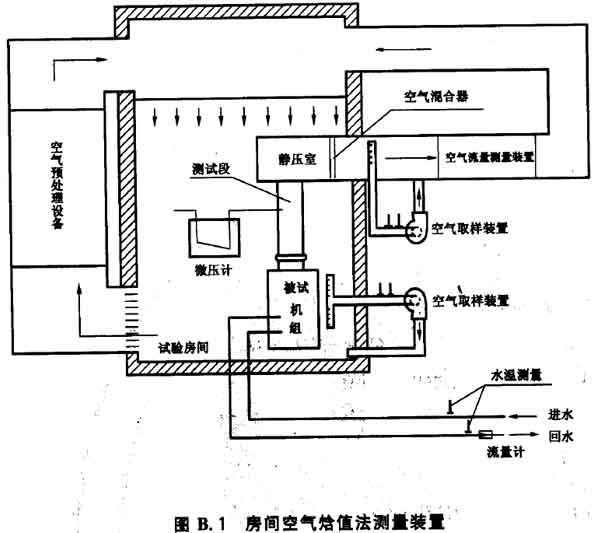 空气混合器
空气预处理设备
静压室
空气流量测量装置
测试段
空气取样装置
微压计
被试
机
组
空气取样装置
试验房间
水温测量
进水
回水
流量计
图 B.1 房间空气焓值法测量装置